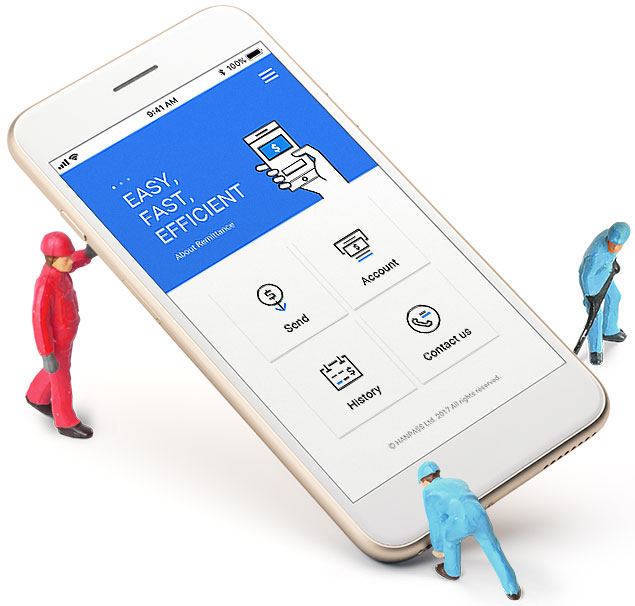 9:41 AM
100%
EASY,
FAST,
EFFICIENT
About Remittance
$
$
Send
Account
$
History
Contact us
© HANPASS Ltd. 2017 All rights reserved